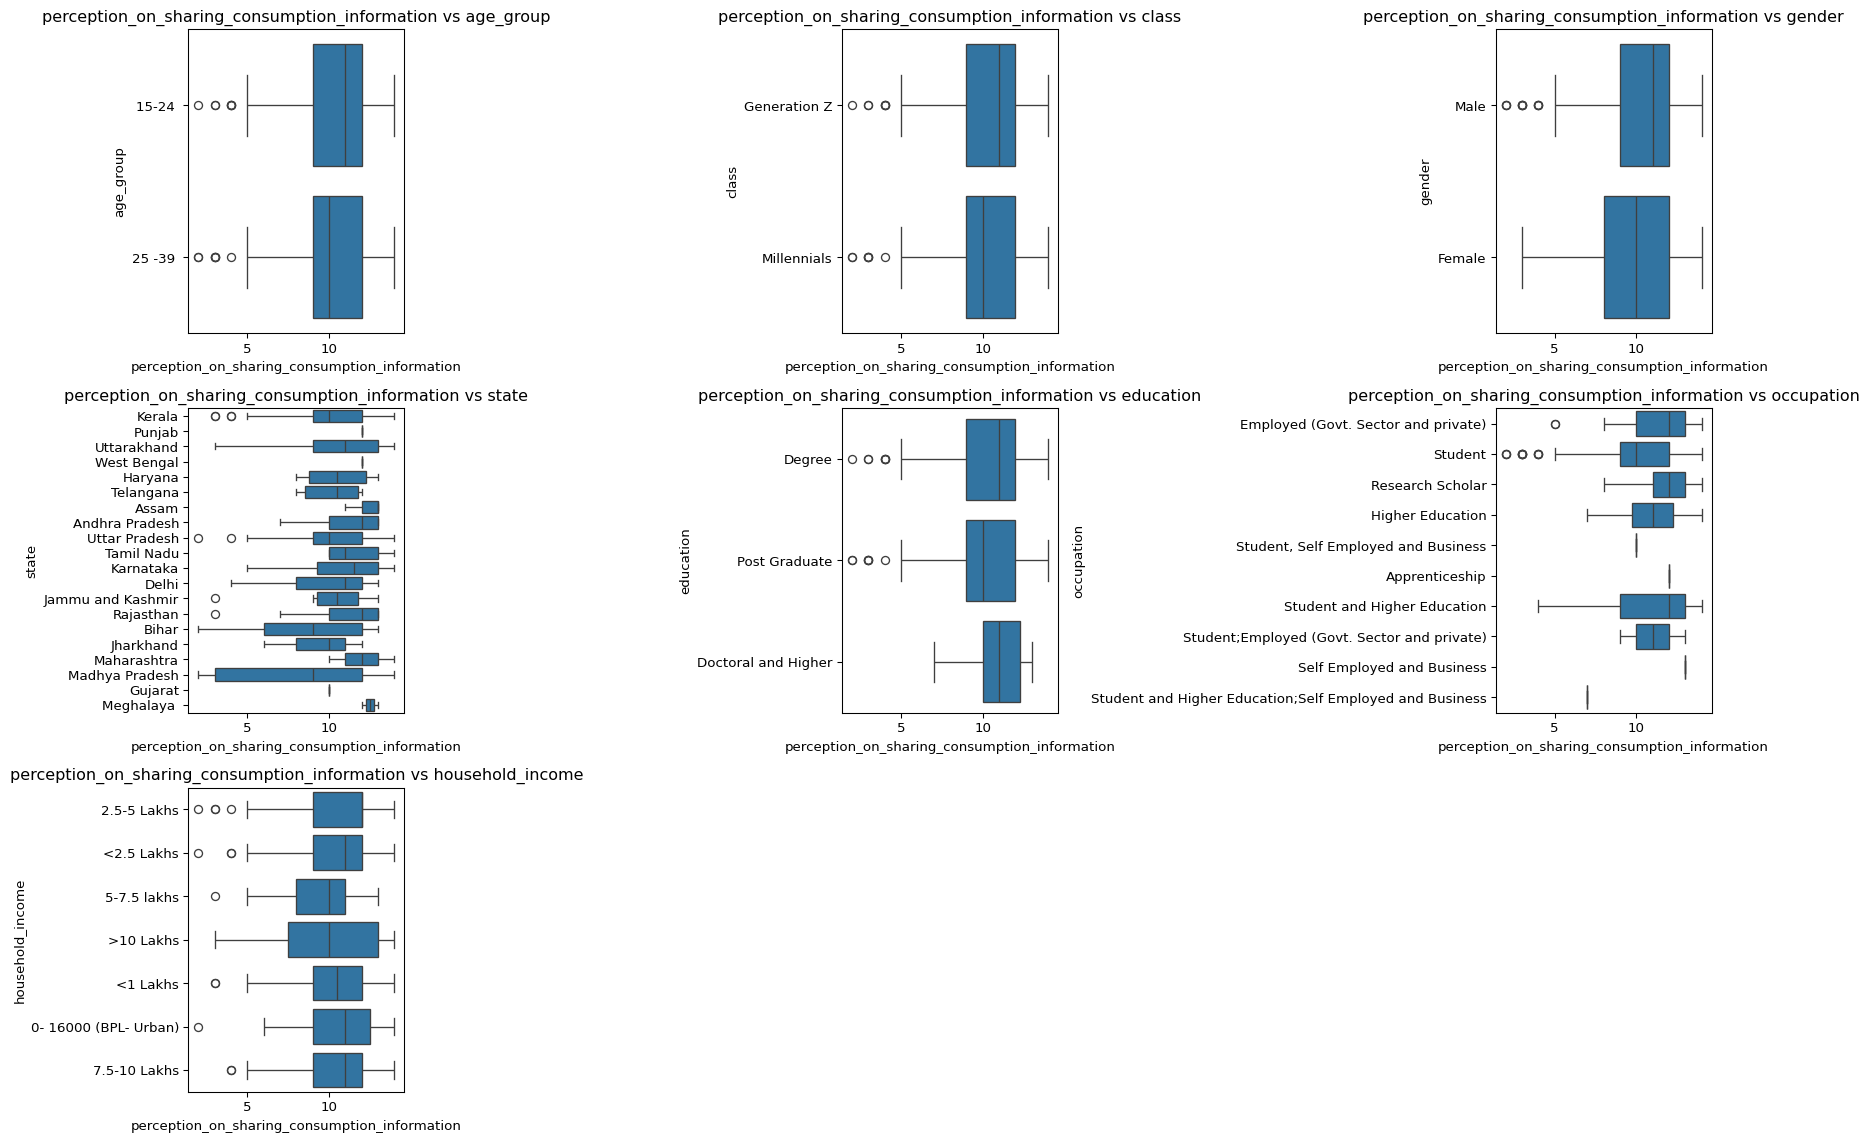 perception_on_sharing_consumption_information vs age_group
age_group
15-24
25 -39
5 10
perception_on_sharing_consumption_information
perception_on_sharing_consumption_information vs class
class
Generation Z
Millennials
5 10
perception_on_sharing_consumption_information
perception_on_sharing_consumption_information vs gender
gender
Male
Female
5 10
perception_on_sharing_consumption_information
perception_on_sharing_consumption_information vs state
state
Kerala
Punjab
Uttarakhand
West Bengal
Haryana
Telangana
Assam
Andhra Pradesh
Uttar Pradesh
Tamil Nadu
Karnataka
Delhi
Jammu and Kashmir
Rajasthan
Bihar
Jharkhand
Maharashtra
Madhya Pradesh
Gujarat
Meghalaya
5 10
perception_on_sharing_consumption_information
perception_on_sharing_consumption_information vs education
education
Degree
Post Graduate
Doctoral and Higher
5 10
perception_on_sharing_consumption_information
perception_on_sharing_consumption_information vs occupation
occupation
Employed (Govt. Sector and private)
Student
Research Scholar
Higher Education
Student, Self Employed and Business
Apprenticeship
Student and Higher Education
Student;Employed (Govt. Sector and private)
Self Employed and Business
Student and Higher Education;Self Employed and Business
5 10
perception_on_sharing_consumption_information
perception_on_sharing_consumption_information vs household_income
household_income
2.5-5 Lakhs
<2.5 Lakhs
5-7.5 lakhs
>10 Lakhs
<1 Lakhs
0- 16000 (BPL- Urban)
7.5-10 Lakhs
5 10
perception_on_sharing_consumption_information